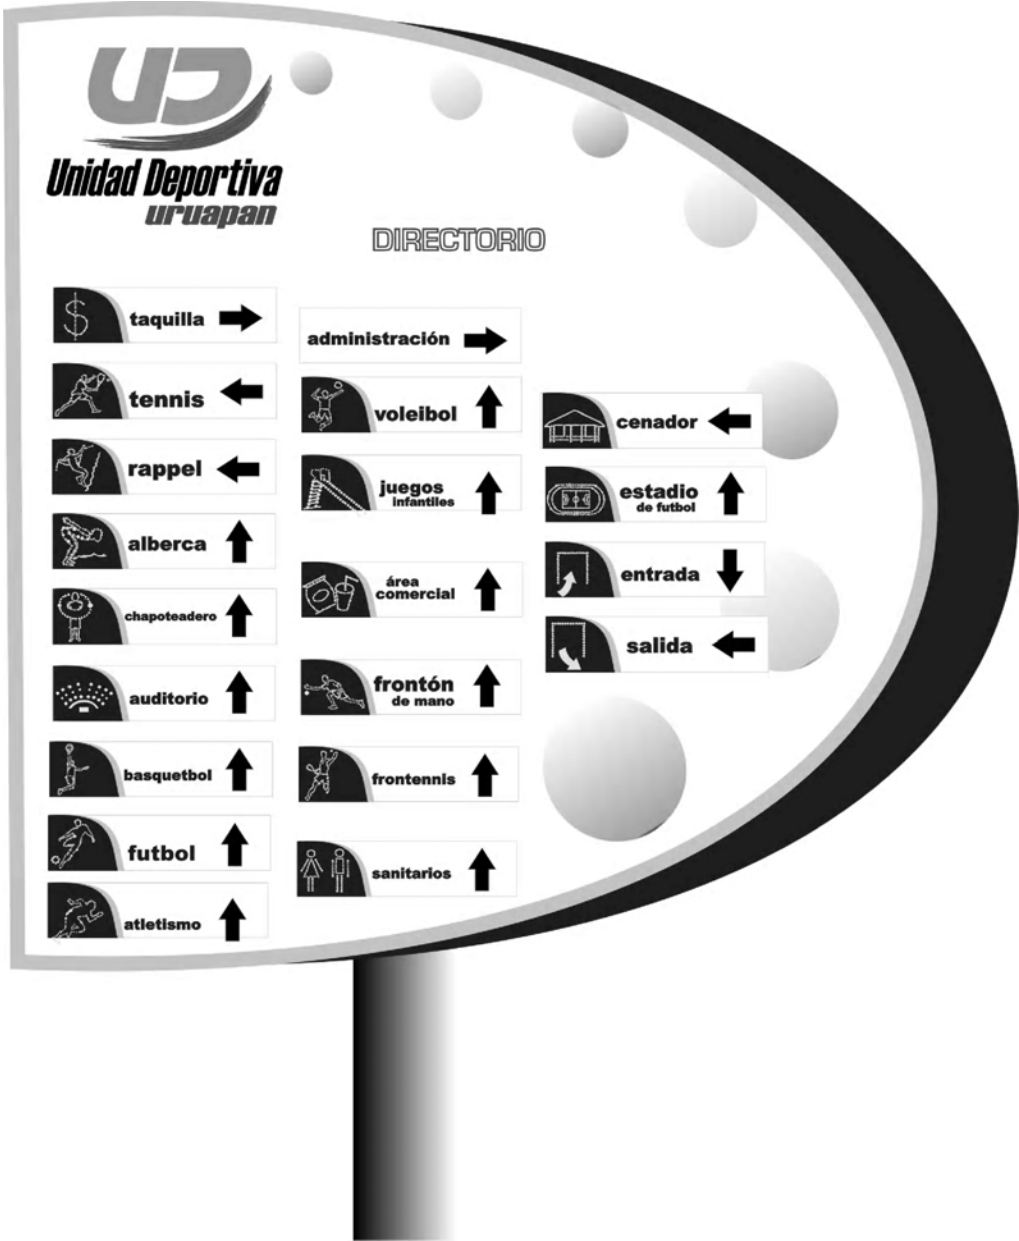 UD
Unidad Deportiva
uruapan
DIRECTORIO
$
taquilla
tennis
rappel
alberca
chapoteadero
auditorio
basquetbol
futbol
atletismo
administración
voleibol
juegos
infantiles
área
comercial
frontón
de mano
frontennis
sanitarios
cenador
estadio
de futbol
entrada
salida